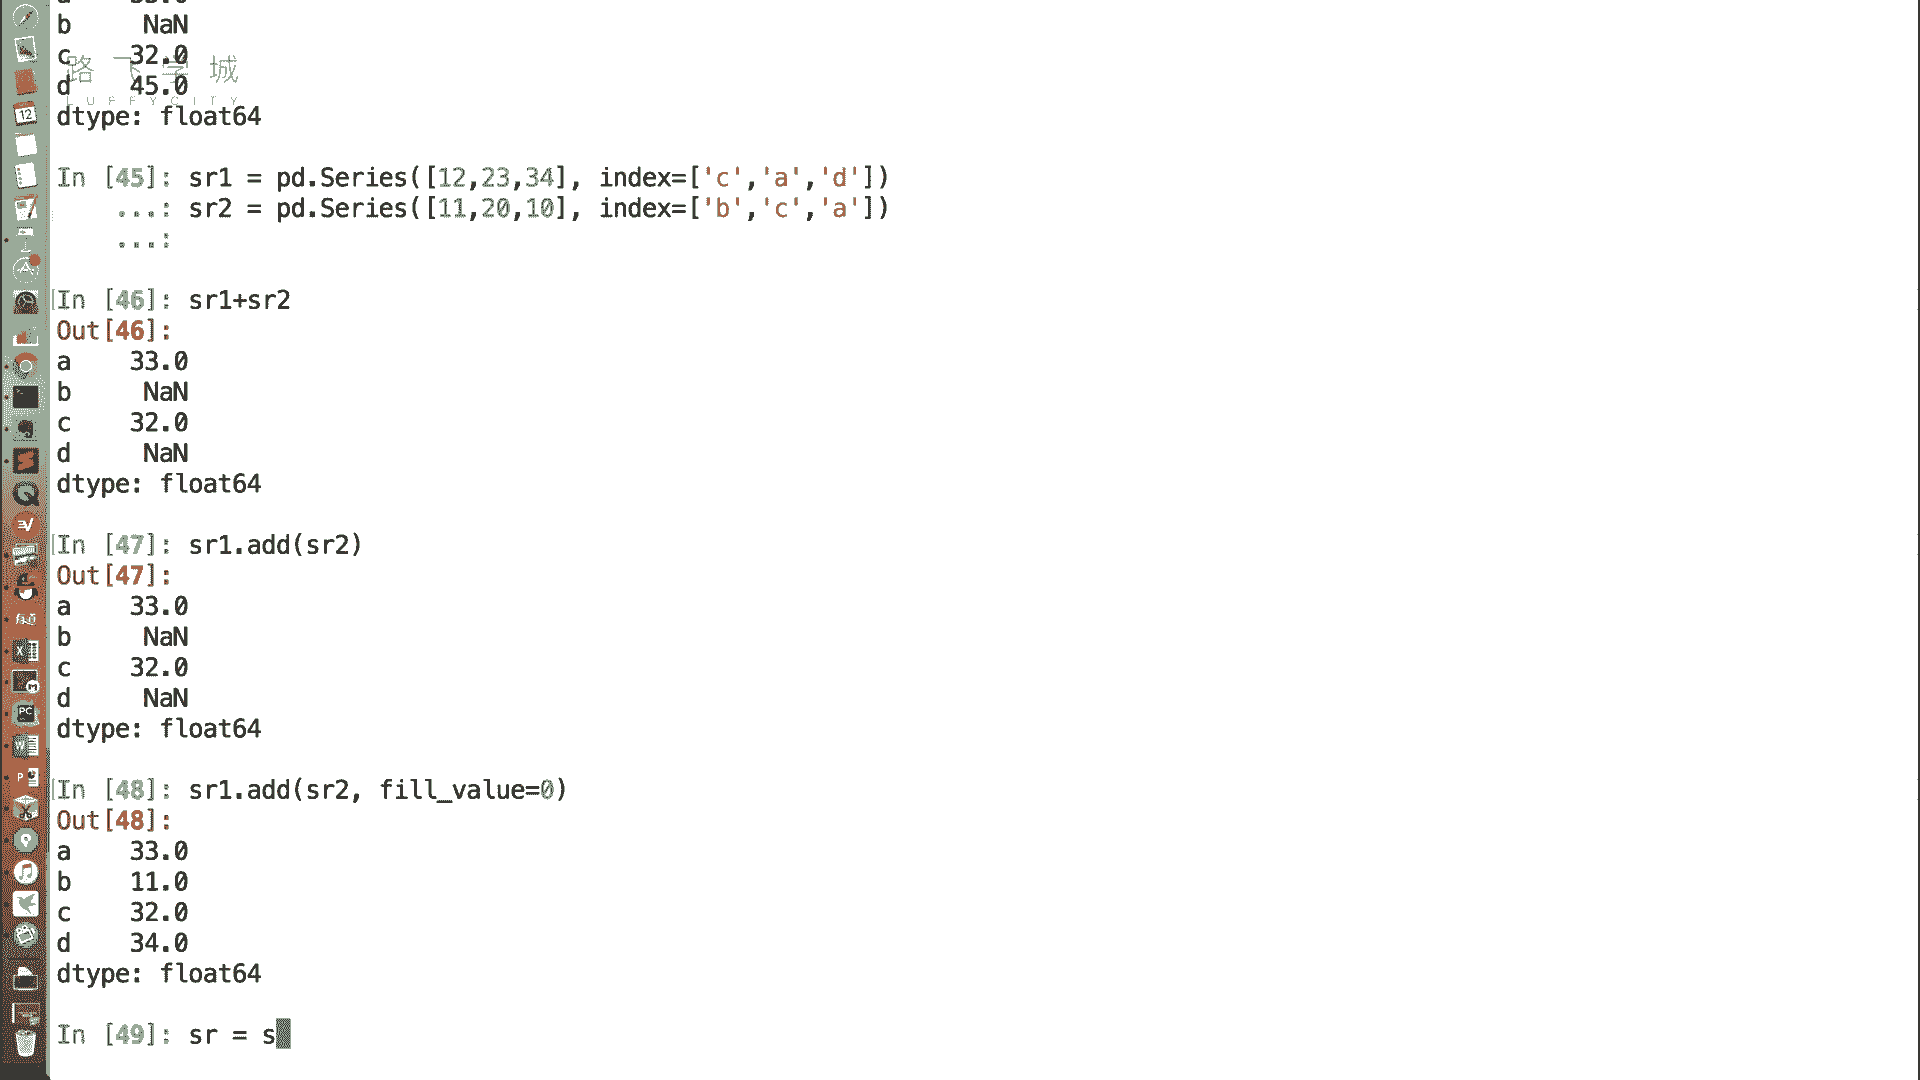 b NaN
c 32.0
d 45.0
路飞学城
LUFFYCITY
dtype: float64
In [45]: sr1 = pd.Series([12,23,34], index=['c','a','d'])
...: sr2 = pd.Series([11,20,10], index=['b','c','a'])
...:
In [46]: sr1+sr2
Out[46]:
a 33.0
b NaN
c 32.0
d NaN
dtype: float64
In [47]: sr1.add(sr2)
Out[47]:
a 33.0
b NaN
c 32.0
d NaN
dtype: float64
In [48]: sr1.add(sr2, fill_value=0)
Out[48]:
a 33.0
b 11.0
c 32.0
d 34.0
dtype: float64
In [49]: sr = s